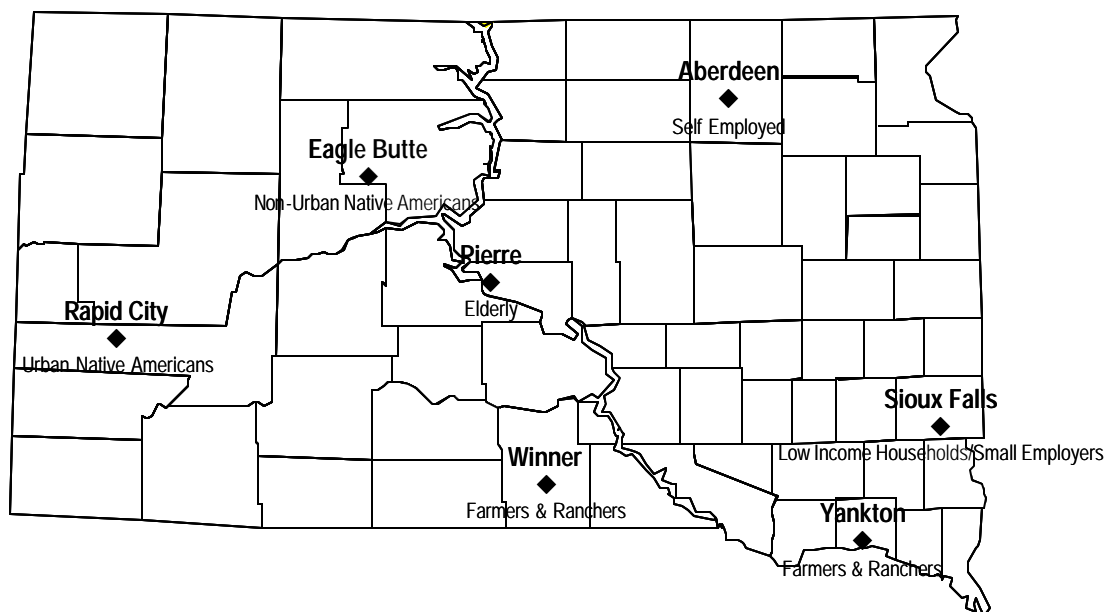 Aberdeen
Self Employed
Eagle Butte
Non-Urban Native Americans
Pierre
Elderly
Rapid City
Urban Native Americans
Sioux Falls
Low Income Households/Small Employers
Winner
Farmers & Ranchers
Yankton
Farmers & Ranchers